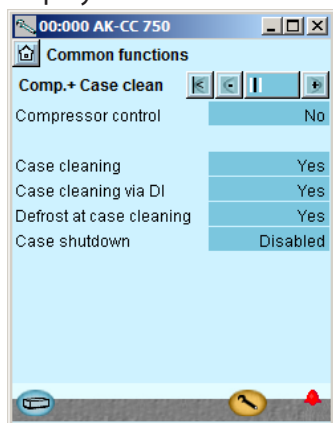 00:000 AK-CC 750
Common functions
Comp.+ Case clean
Compressor control No
Case cleaning Yes
Case cleaning via DI Yes
Defrost at case cleaning Yes
Case shutdown Disabled